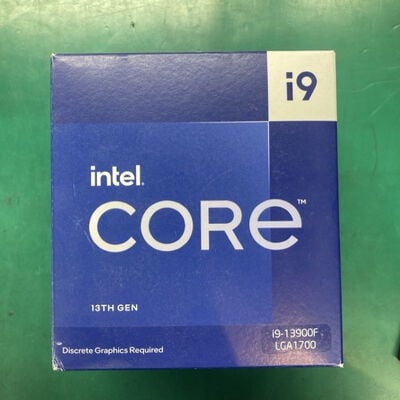 i9
intel.
CORE™
13TH GEN
i9-13900F
LGA1700
Discrete Graphics Required